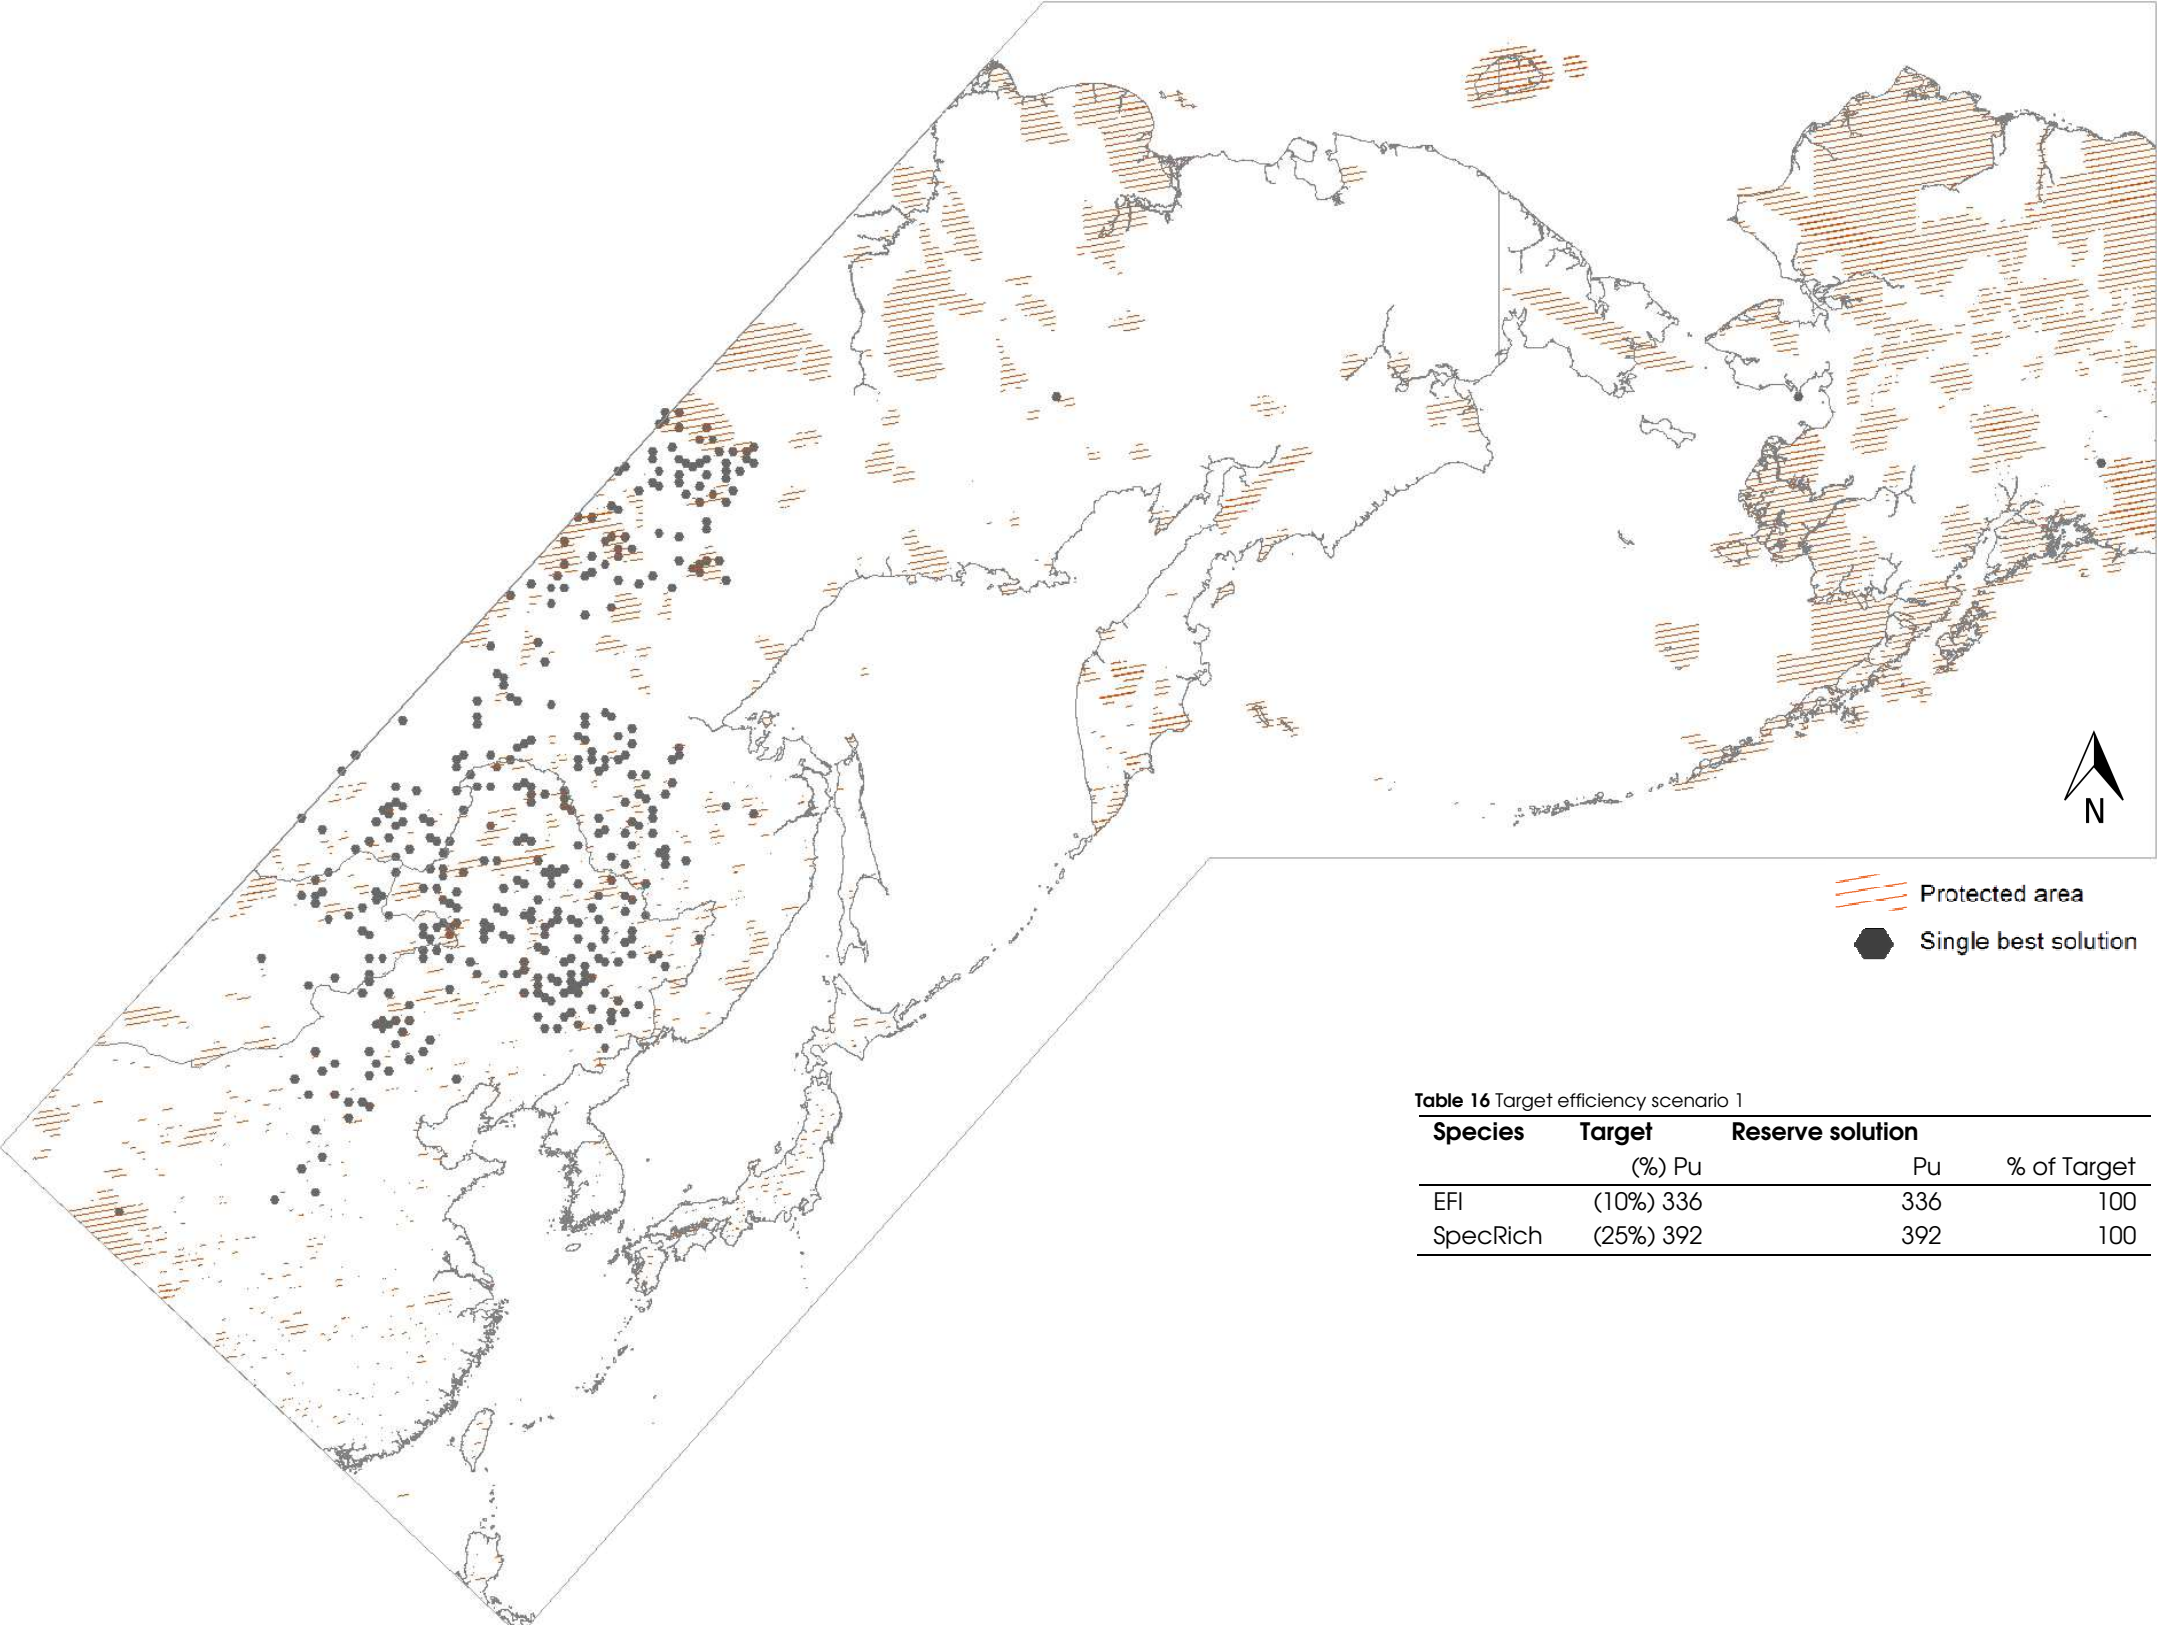 N
Protected area
Single best solution
Table 16 Target efficiency scenario 1
Species Target Reserve solution
(%) Pu Pu % of Target
EFI (10%) 336 336 100
SpecRich (25%) 392 392 100